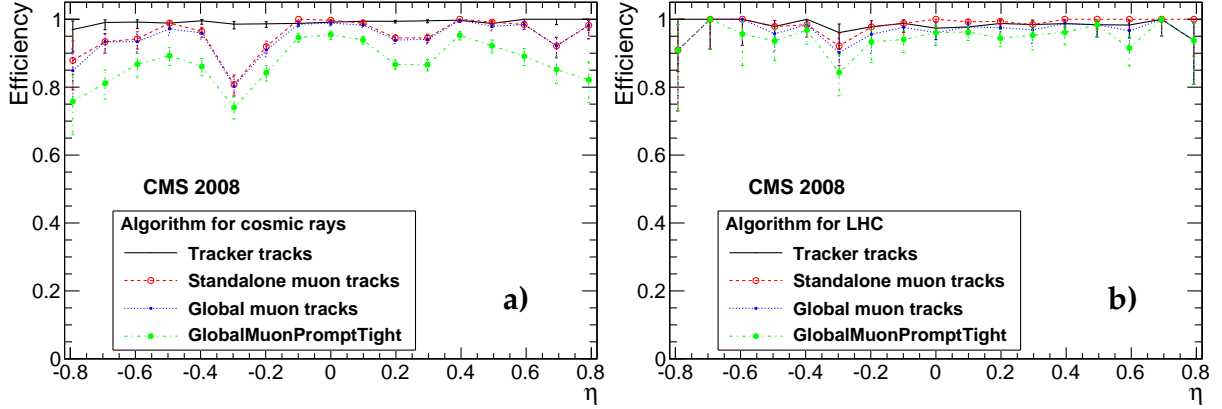 Efficiency
1
0.8
0.6
0.4
0.2
0
CMS 2008
Algorithm for cosmic rays
Tracker tracks
Standalone muon tracks
Global muon tracks
GlobalMuonPromptTight
a)
-0.8 -0.6 -0.4 -0.2 0 0.2 0.4 0.6 0.8
η
Efficiency
1
0.8
0.6
0.4
0.2
0
CMS 2008
Algorithm for LHC
Tracker tracks
Standalone muon tracks
Global muon tracks
GlobalMuonPromptTight
b)
-0.8 -0.6 -0.4 -0.2 0 0.2 0.4 0.6 0.8
η